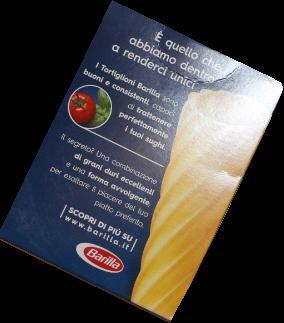 È quello che
abbiamo dentro
a renderci unici.
I Tortiglioni Barilla sono
buoni e consistenti, capaci
di trattenere
perfettamente
i tuoi sughi.
Il segreto? Una combinazione
di grani duri eccellenti
e una forma avvolgente,
per esaltare il piacere del tuo
piatto preferito.
SCOPRI DI PIÙ SU
www.barilla.it
Barilla